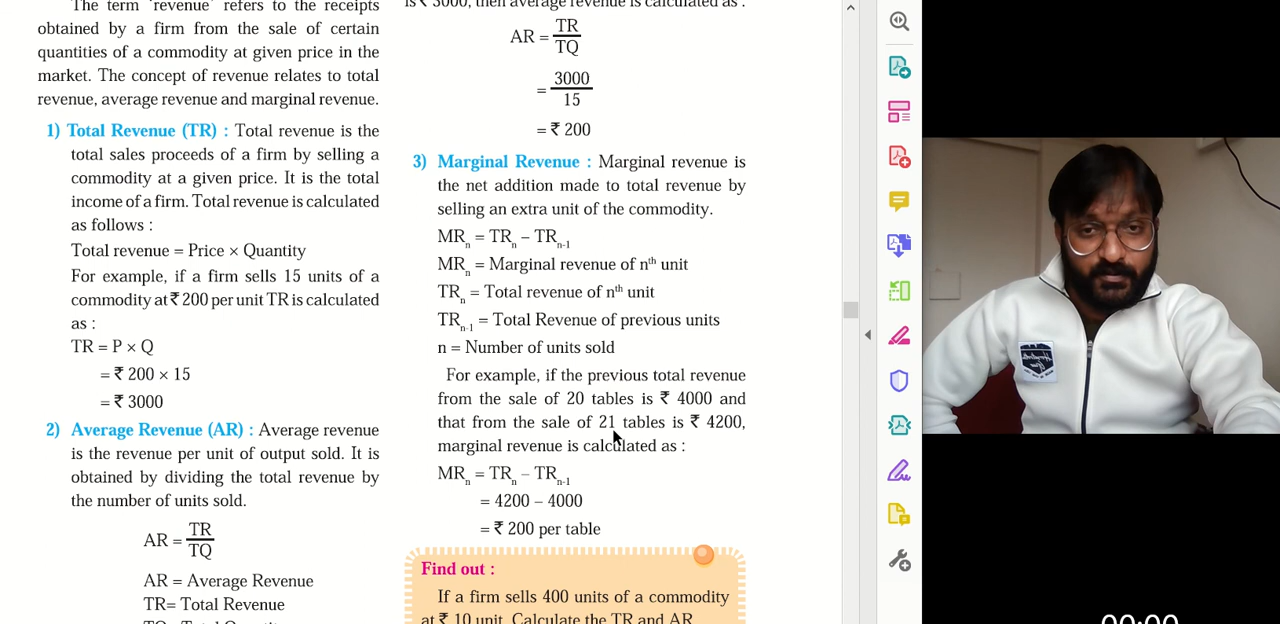 The term 'revenue' refers to the receipts
obtained by a firm from the sale of certain
quantities of a commodity at given price in the
market. The concept of revenue relates to total
revenue, average revenue and marginal revenue.
1) Total Revenue (TR) : Total revenue is the
total sales proceeds of a firm by selling a
commodity at a given price. It is the total
income of a firm. Total revenue is calculated
as follows :
Total revenue = Price × Quantity
For example, if a firm sells 15 units of a
commodity at ₹ 200 per unit TR is calculated
as :
TR = P × Q
= ₹ 200 × 15
= ₹ 3000
2) Average Revenue (AR) : Average revenue
is the revenue per unit of output sold. It is
obtained by dividing the total revenue by
the number of units sold.
AR = TR/TQ
AR = Average Revenue
TR= Total Revenue
is ₹ 3000, then average revenue is calculated as :
AR = TR/TQ
= 3000/15
= ₹ 200
3) Marginal Revenue : Marginal revenue is
the net addition made to total revenue by
selling an extra unit of the commodity.
MRn = TRn – TRn-1
MRn = Marginal revenue of nth unit
TRn = Total revenue of nth unit
TRn-1 = Total Revenue of previous units
n = Number of units sold
For example, if the previous total revenue
from the sale of 20 tables is ₹ 4000 and
that from the sale of 21 tables is ₹ 4200,
marginal revenue is calculated as :
MRn = TRn – TRn-1
= 4200 – 4000
= ₹ 200 per table
Find out :
If a firm sells 400 units of a commodity
at ₹ 10 unit. Calculate the TR and AR
00:00